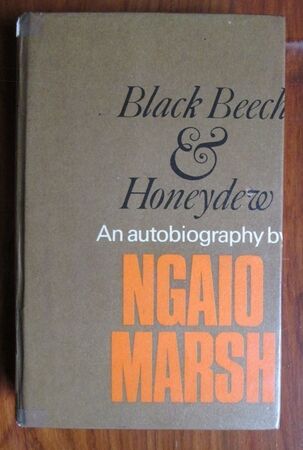 Black Beech
&
Honeydew
An autobiography by
NGAIO
MARSH